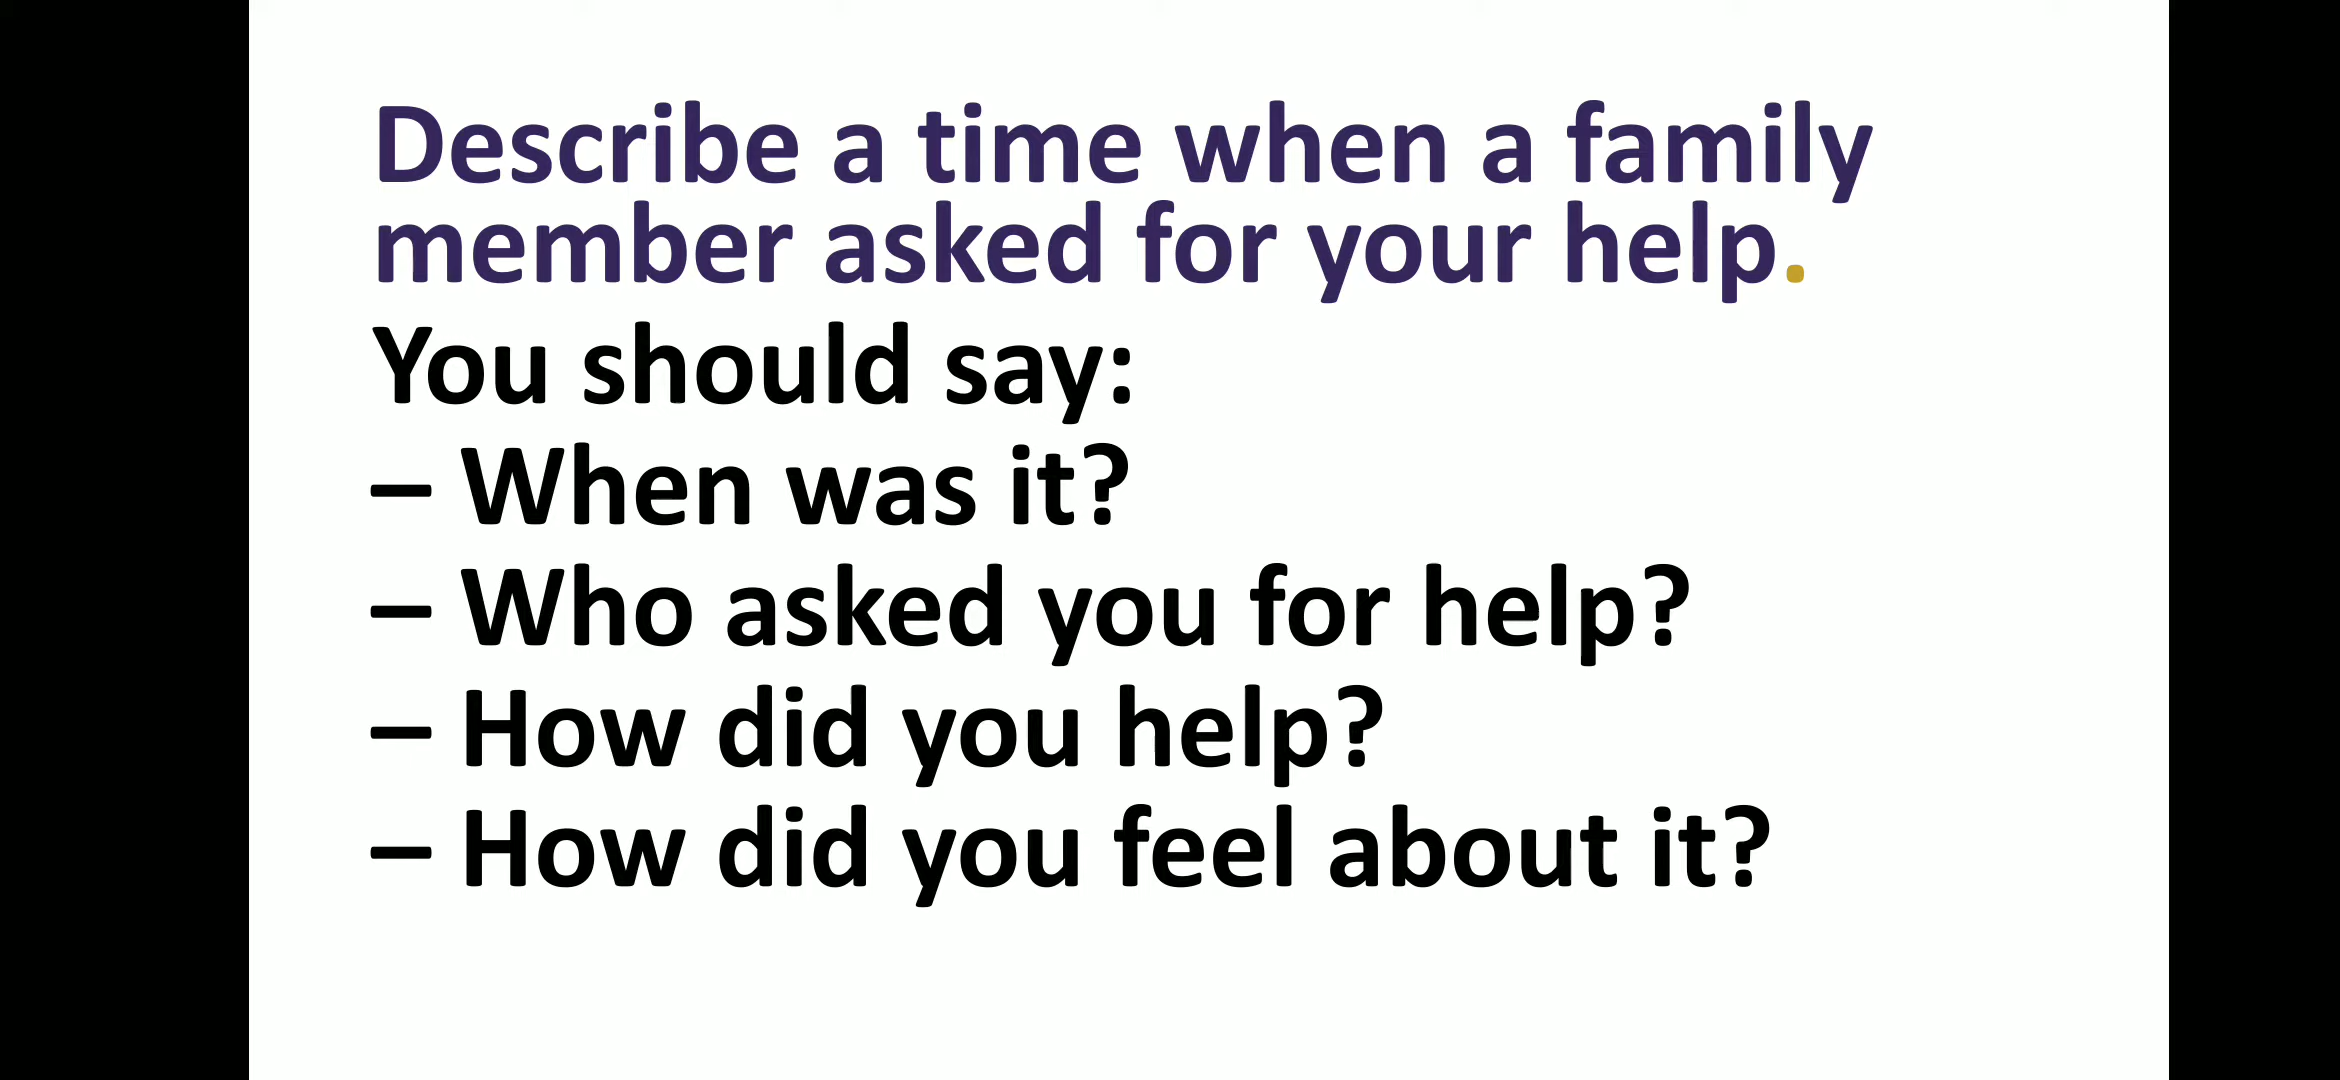 Describe a time when a family
member asked for your help.
You should say:
– When was it?
– Who asked you for help?
– How did you help?
– How did you feel about it?